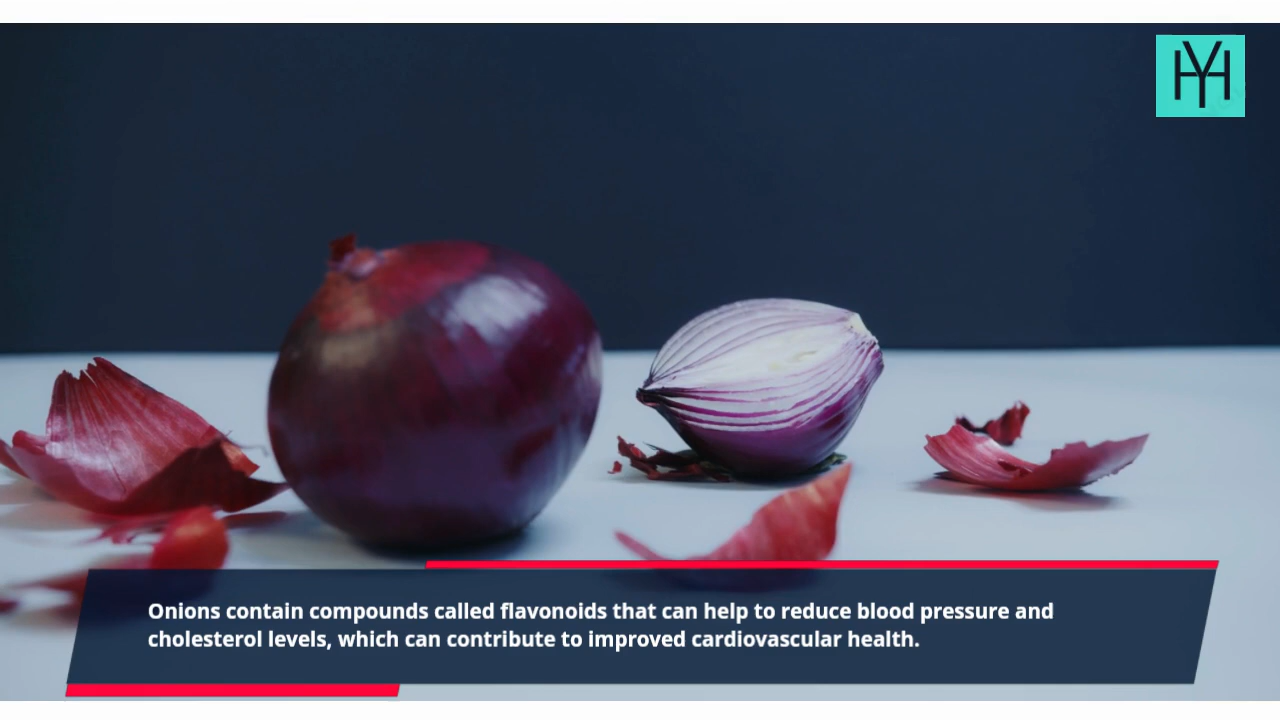 HY
Onions contain compounds called flavonoids that can help to reduce blood pressure and
cholesterol levels, which can contribute to improved cardiovascular health.